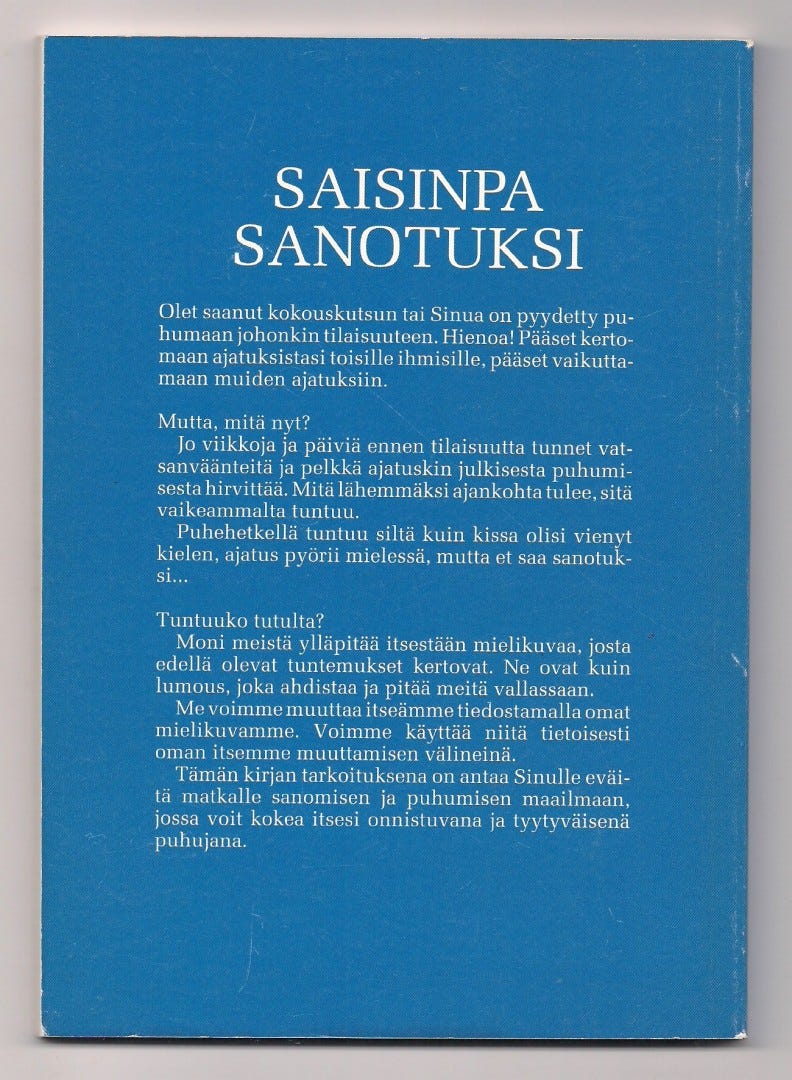 SAISINPA
SANOTUKSI
Olet saanut kokouskutsun tai Sinua on pyydetty pu-
humaan johonkin tilaisuuteen. Hienoa! Pääset kerto-
maan ajatuksistasi toisille ihmisille, pääset vaikutta-
maan muiden ajatuksiin.
Mutta, mitä nyt?
Jo viikkoja ja päiviä ennen tilaisuutta tunnet vat-
sanväänteitä ja pelkkä ajatuskin julkisesta puhumi-
sesta hirvittää. Mitä lähemmäksi ajankohta tulee, sitä
vaikeammalta tuntuu.
Puhehetkellä tuntuu siltä kuin kissa olisi vienyt
kielen, ajatus pyörii mielessä, mutta et saa sanotuk-
si...
Tuntuuko tutulta?
Moni meistä ylläpitää itsestään mielikuvaa, josta
edellä olevat tuntemukset kertovat. Ne ovat kuin
lumous, joka ahdistaa ja pitää meitä vallassaan.
Me voimme muuttaa itseämme tiedostamalla omat
mielikuvamme. Voimme käyttää niitä tietoisesti
oman itsemme muuttamisen välineinä.
Tämän kirjan tarkoituksena on antaa Sinulle eväi-
tä matkalle sanomisen ja puhumisen maailmaan,
jossa voit kokea itsesi onnistuvana ja tyytyväisenä
puhujana.